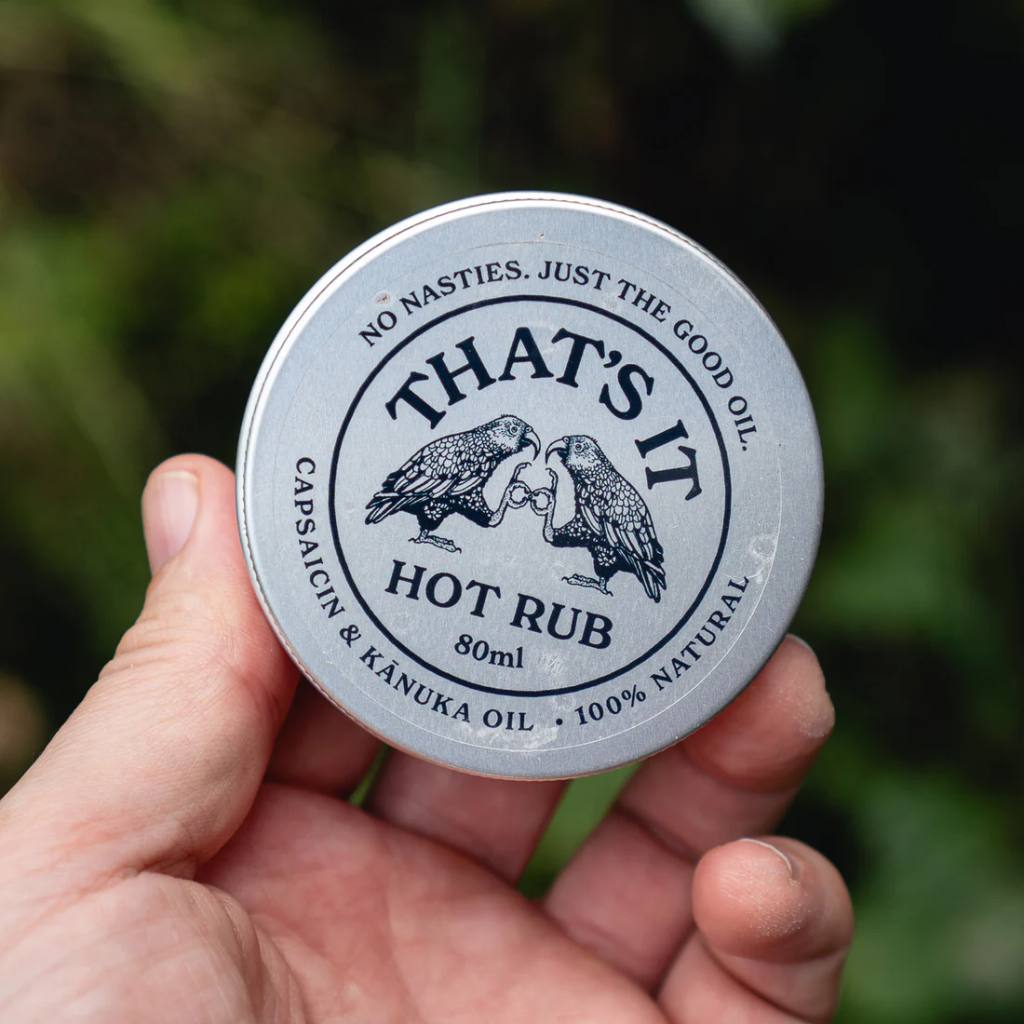 NO NASTIES. JUST THE GOOD OIL.
THAT'S IT
HOT RUB
80ml
CAPSAICIN & KĀNUKA OIL • 100% NATURAL